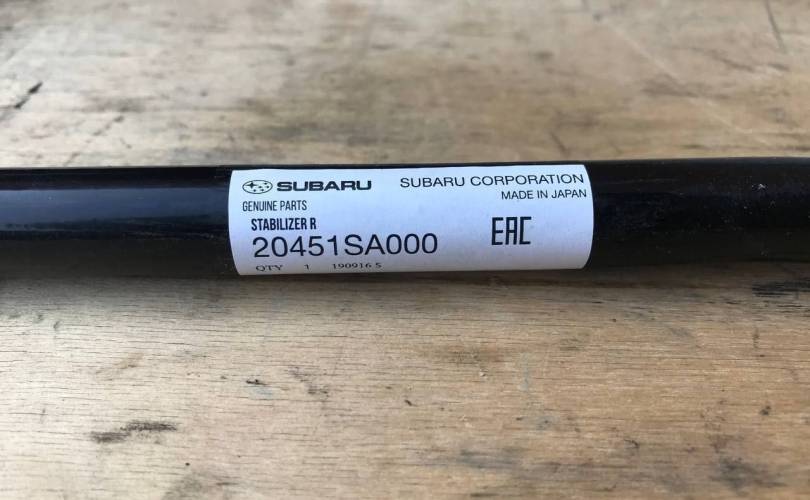 SUBARU
SUBARU CORPORATION
GENUINE PARTS
MADE IN JAPAN
STABILIZER R
20451SA000
EAC
QTY 1 190916 5